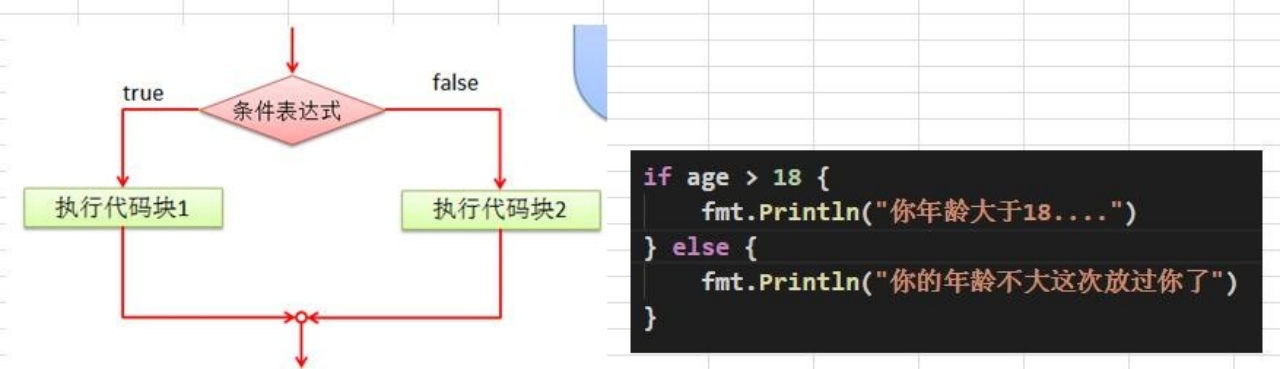 true
false
条件表达式
执行代码块1
执行代码块2
if age > 18 {
fmt.Println("你年龄大于18....")
} else {
fmt.Println("你的年龄不大这次放过你了")
}